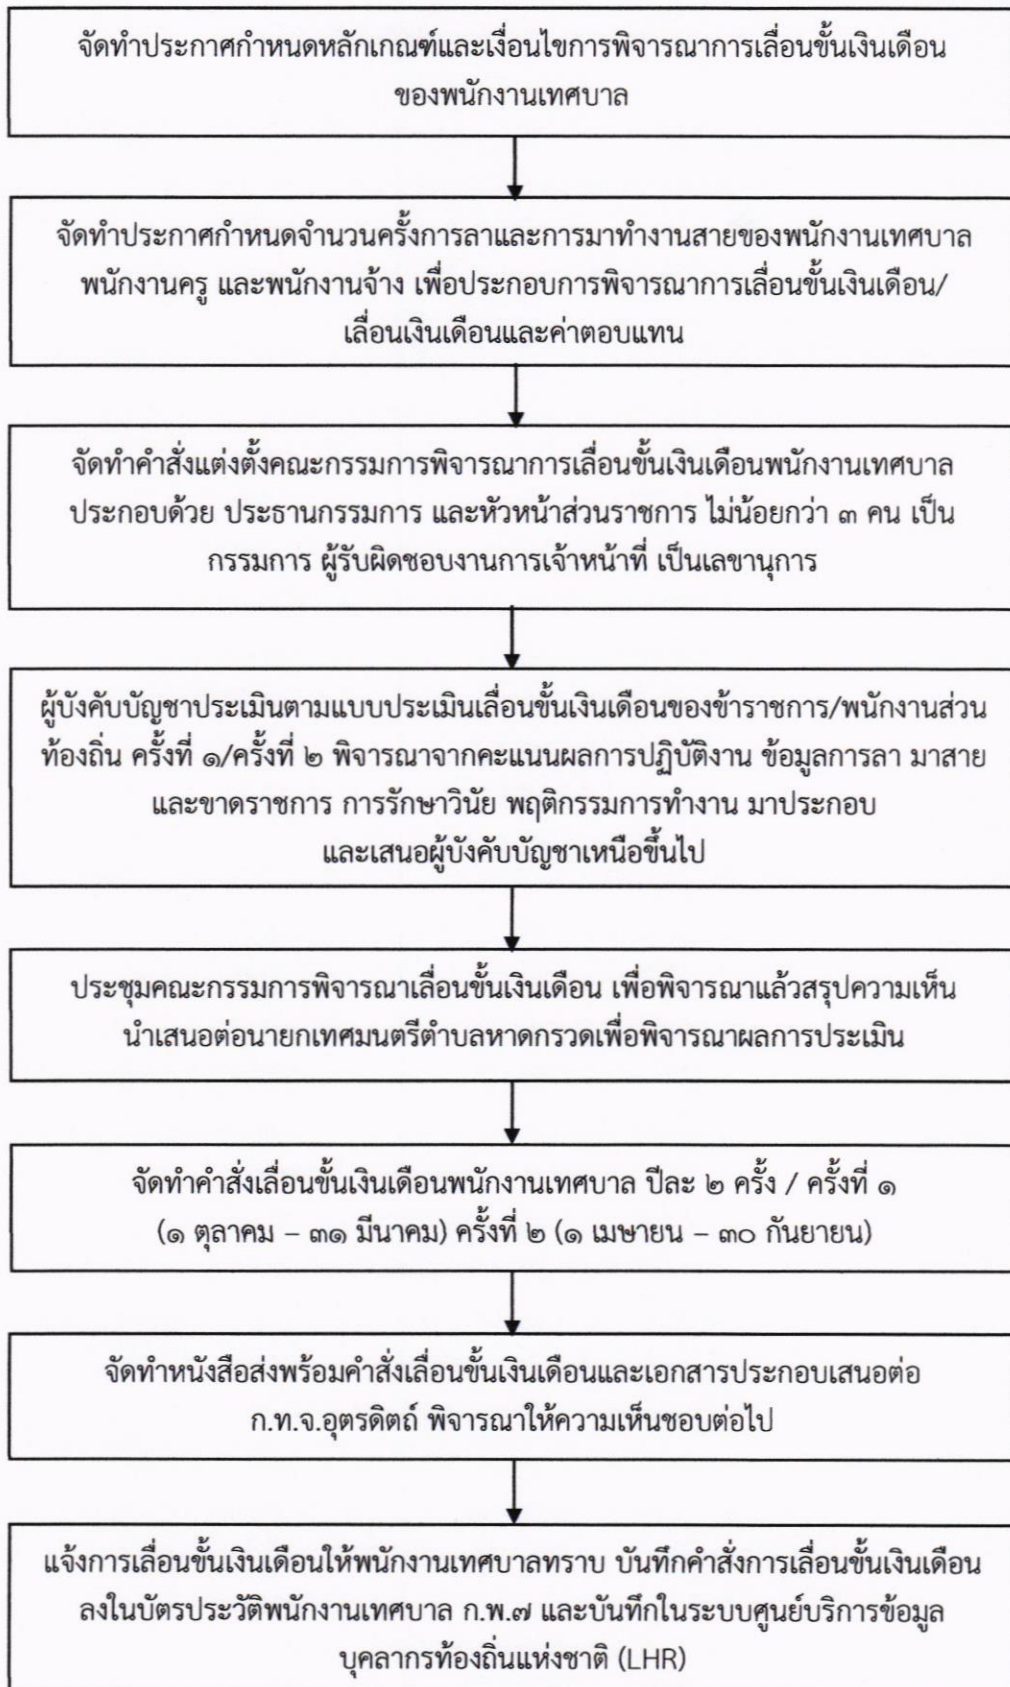 จัดทำประกาศกำหนดหลักเกณฑ์และเงื่อนไขการพิจารณาการเลื่อนขั้นเงินเดือน
ของพนักงานเทศบาล
จัดทำประกาศกำหนดจำนวนครั้งการลาและการมาทำงานสายของพนักงานเทศบาล
พนักงานครู และพนักงานจ้าง เพื่อประกอบการพิจารณาการเลื่อนขั้นเงินเดือน/
เลื่อนเงินเดือนและค่าตอบแทน
จัดทำคำสั่งแต่งตั้งคณะกรรมการพิจารณาการเลื่อนขั้นเงินเดือนพนักงานเทศบาล
ประกอบด้วย ประธานกรรมการ และหัวหน้าส่วนราชการ ไม่น้อยกว่า ๓ คน เป็น
กรรมการ ผู้รับผิดชอบงานการเจ้าหน้าที่ เป็นเลขานุการ
ผู้บังคับบัญชาประเมินตามแบบประเมินเลื่อนขั้นเงินเดือนของข้าราชการ/พนักงานส่วน
ท้องถิ่น ครั้งที่ ๑/ครั้งที่ ๒ พิจารณาจากคะแนนผลการปฏิบัติงาน ข้อมูลการลา มาสาย
และขาดราชการ การรักษาวินัย พฤติกรรมการทำงาน มาประกอบ
และเสนอผู้บังคับบัญชาเหนือขึ้นไป
ประชุมคณะกรรมการพิจารณาเลื่อนขั้นเงินเดือน เพื่อพิจารณาแล้วสรุปความเห็น
นำเสนอต่อนายกเทศมนตรีตำบลหาดกรวดเพื่อพิจารณาผลการประเมิน
จัดทำคำสั่งเลื่อนขั้นเงินเดือนพนักงานเทศบาล ปีละ ๒ ครั้ง / ครั้งที่ ๑
(๑ ตุลาคม – ๓๑ มีนาคม) ครั้งที่ ๒ (๑ เมษายน – ๓๐ กันยายน)
จัดทำหนังสือส่งพร้อมคำสั่งเลื่อนขั้นเงินเดือนและเอกสารประกอบเสนอต่อ
ก.ท.จ.อุตรดิตถ์ พิจารณาให้ความเห็นชอบต่อไป
แจ้งการเลื่อนขั้นเงินเดือนให้พนักงานเทศบาลทราบ บันทึกคำสั่งการเลื่อนขั้นเงินเดือน
ลงในบัตรประวัติพนักงานเทศบาล ก.พ.๗ และบันทึกในระบบศูนย์บริการข้อมูล
บุคลากรท้องถิ่นแห่งชาติ (LHR)